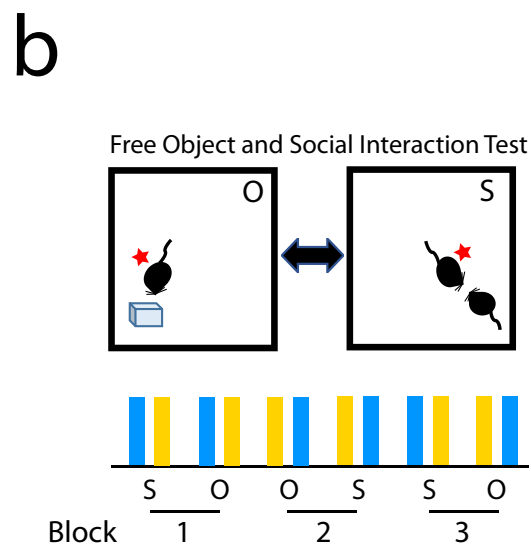 b
Free Object and Social Interaction Test
O S
S O O S S O
Block 1 2 3